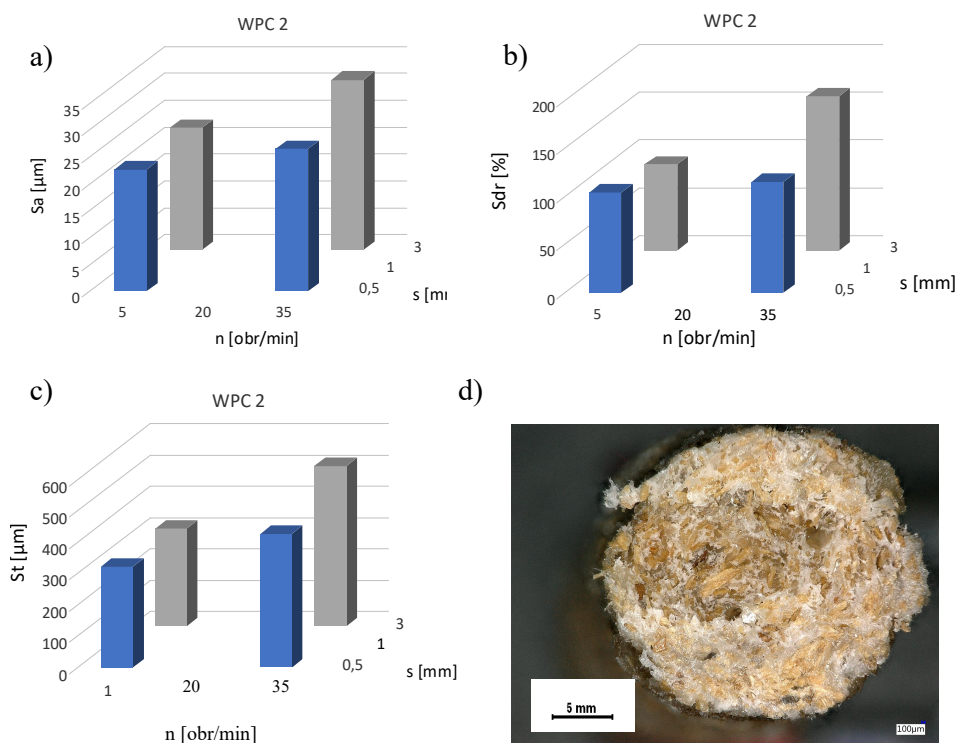 a)
WPC 2
35
30
25
20
15
10
5
0
Sa [µm]
5
20
35
n [obr/min]
0,5
1
3
s [mm
b)
WPC 2
200
150
100
50
0
Sdr [%]
5
20
35
n [obr/min]
0,5
1
3
s [mm]
c)
WPC 2
600
500
400
300
200
100
0
St [µm]
1
20
35
n [obr/min]
0,5
1
3
s [mm]
d)
5 mm
100µm